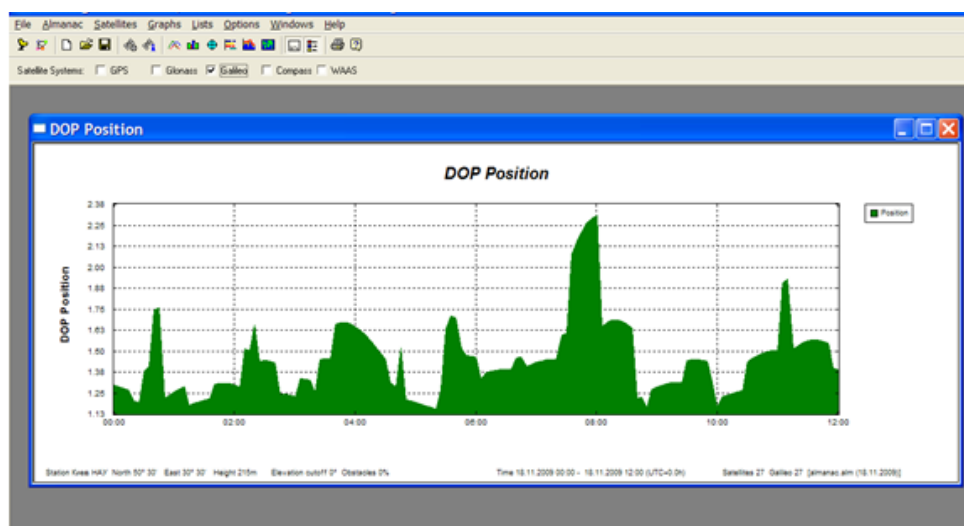 File Almanac Satellites Graphs Lists Options Windows Help
Satellite Systems: GPS Glonass Galileo Compass WAAS
DOP Position
DOP Position
2.38
2.25
2.13
2.00
1.88
1.75
1.63
1.50
1.38
1.25
1.13
DOP Position
Position
00:00 02:00 04:00 06:00 08:00 10:00 12:00
Station North 50° 30' East 30° 30' Height 215m Elevation cutoff 0° Obstacles 0% Time 18.11.2009 00:00 - 18.11.2009 12:00 (UTC+0.0h) Satellites 27 Galileo 27 [almanac.alm (18.11.2009)]